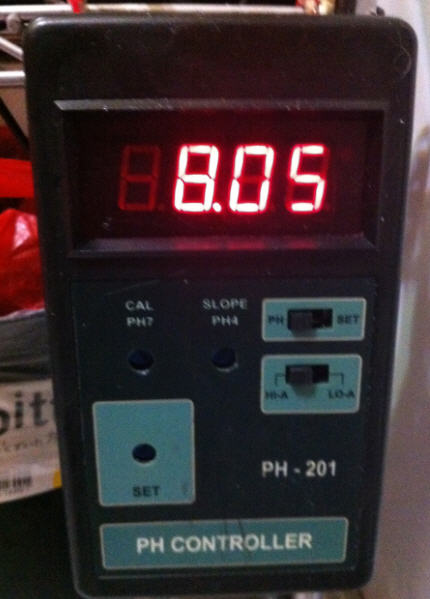 8.05
CAL SLOPE
PH7 PH4
PH SET
HI-A LO-A
SET
PH - 201
PH CONTROLLER